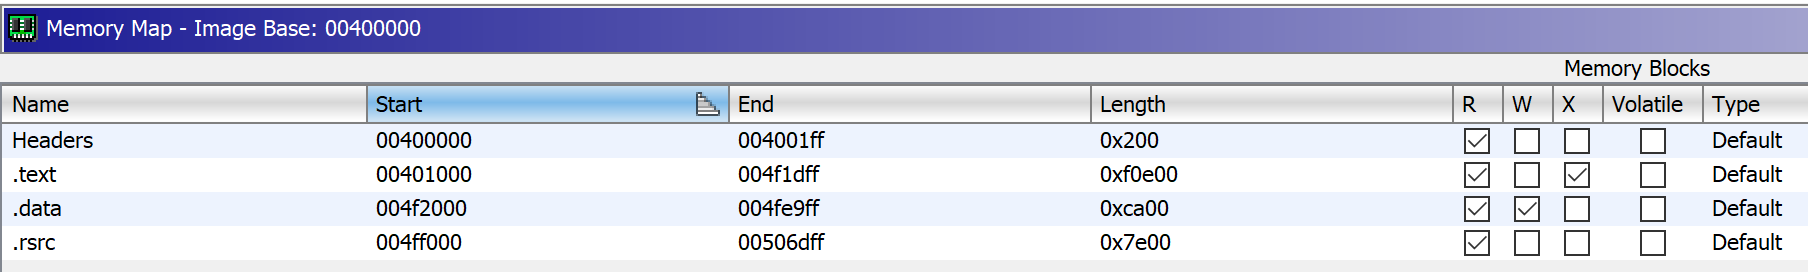 Memory Map - Image Base: 00400000
Memory Blocks
Name Start End Length R W X Volatile Type
Headers 00400000 004001ff 0x200 Default
.text 00401000 004f1dff 0xf0e00 Default
.data 004f2000 004fe9ff 0xca00 Default
.rsrc 004ff000 00506dff 0x7e00 Default